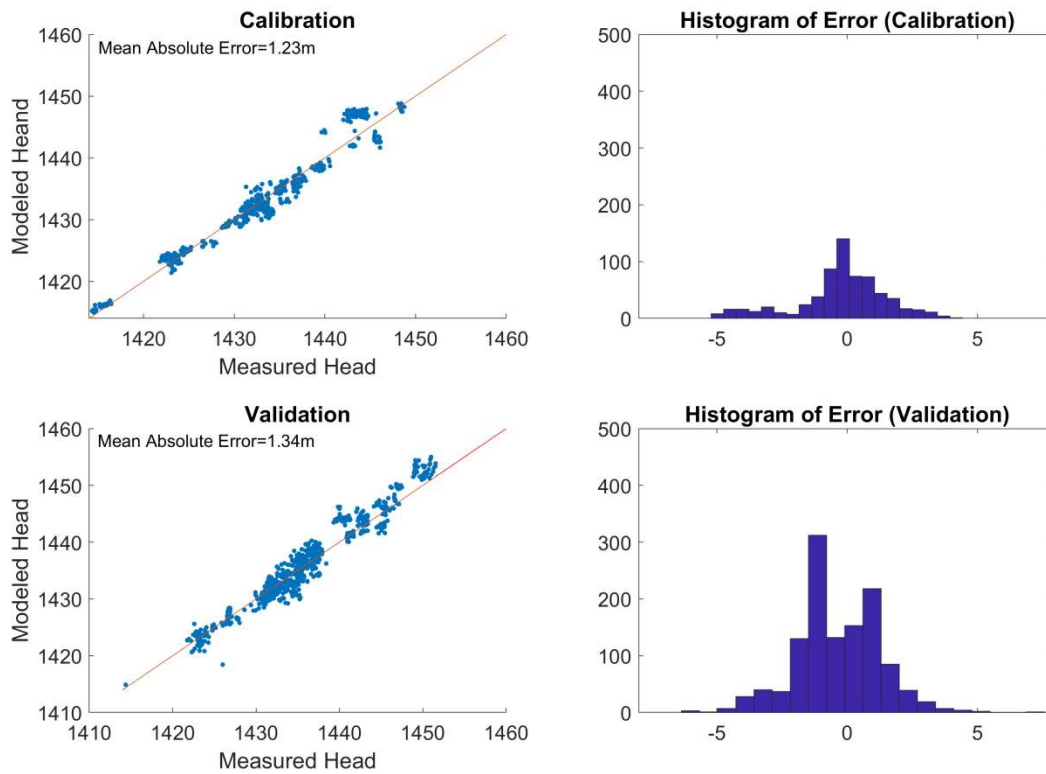 Calibration
Mean Absolute Error=1.23m
1460
1450
1440
1430
1420
Modeled Heand
1420 1430 1440 1450 1460
Measured Head
Histogram of Error (Calibration)
500
400
300
200
100
0
-5 0 5
Validation
Mean Absolute Error=1.34m
1460
1450
1440
1430
1420
1410
Modeled Head
1410 1420 1430 1440 1450 1460
Measured Head
Histogram of Error (Validation)
500
400
300
200
100
0
-5 0 5